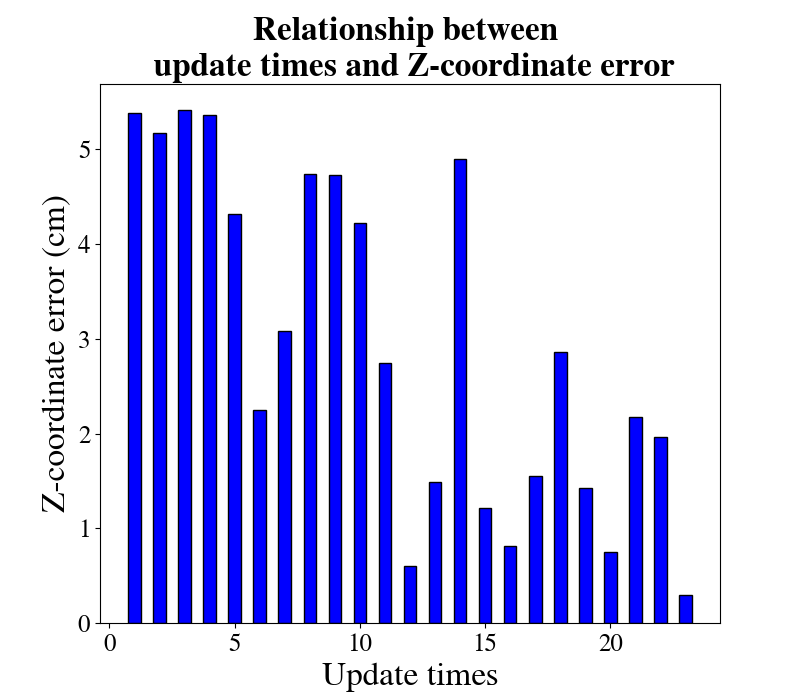 Relationship between
update times and Z-coordinate error
Z-coordinate error (cm)
5
4
3
2
1
0
0 5 10 15 20
Update times